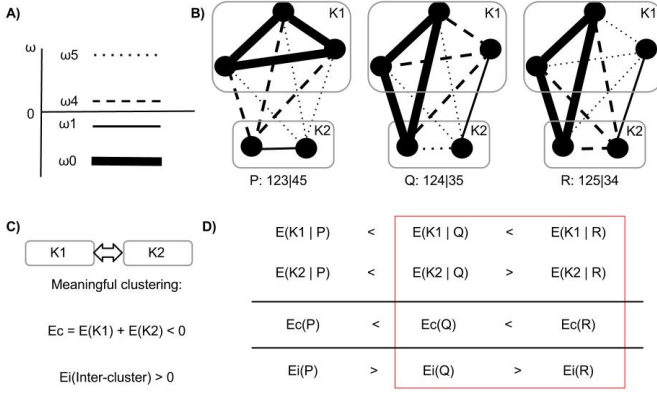 A)
ω
ω5
0
ω4
ω1
ω0
B)
K1
K2
P: 123|45
K1
K2
Q: 124|35
K1
K2
R: 125|34
C)
K1 K2
Meaningful clustering:
Ec = E(K1) + E(K2) < 0
Ei(Inter-cluster) > 0
D)
E(K1 | P) < E(K1 | Q) < E(K1 | R)
E(K2 | P) < E(K2 | Q) > E(K2 | R)
Ec(P) < Ec(Q) < Ec(R)
Ei(P) > Ei(Q) > Ei(R)